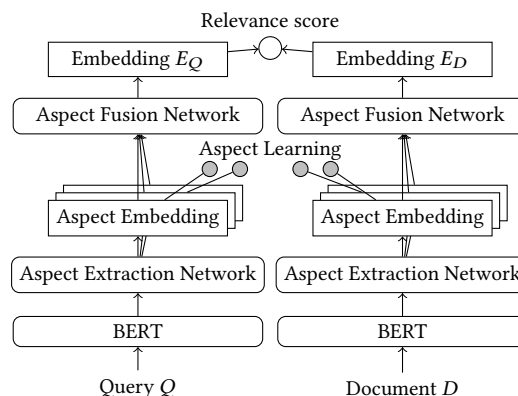 Relevance score
Embedding E_Q
Embedding E_D
Aspect Fusion Network
Aspect Fusion Network
Aspect Learning
Aspect Embedding
Aspect Embedding
Aspect Extraction Network
Aspect Extraction Network
BERT
BERT
Query Q
Document D